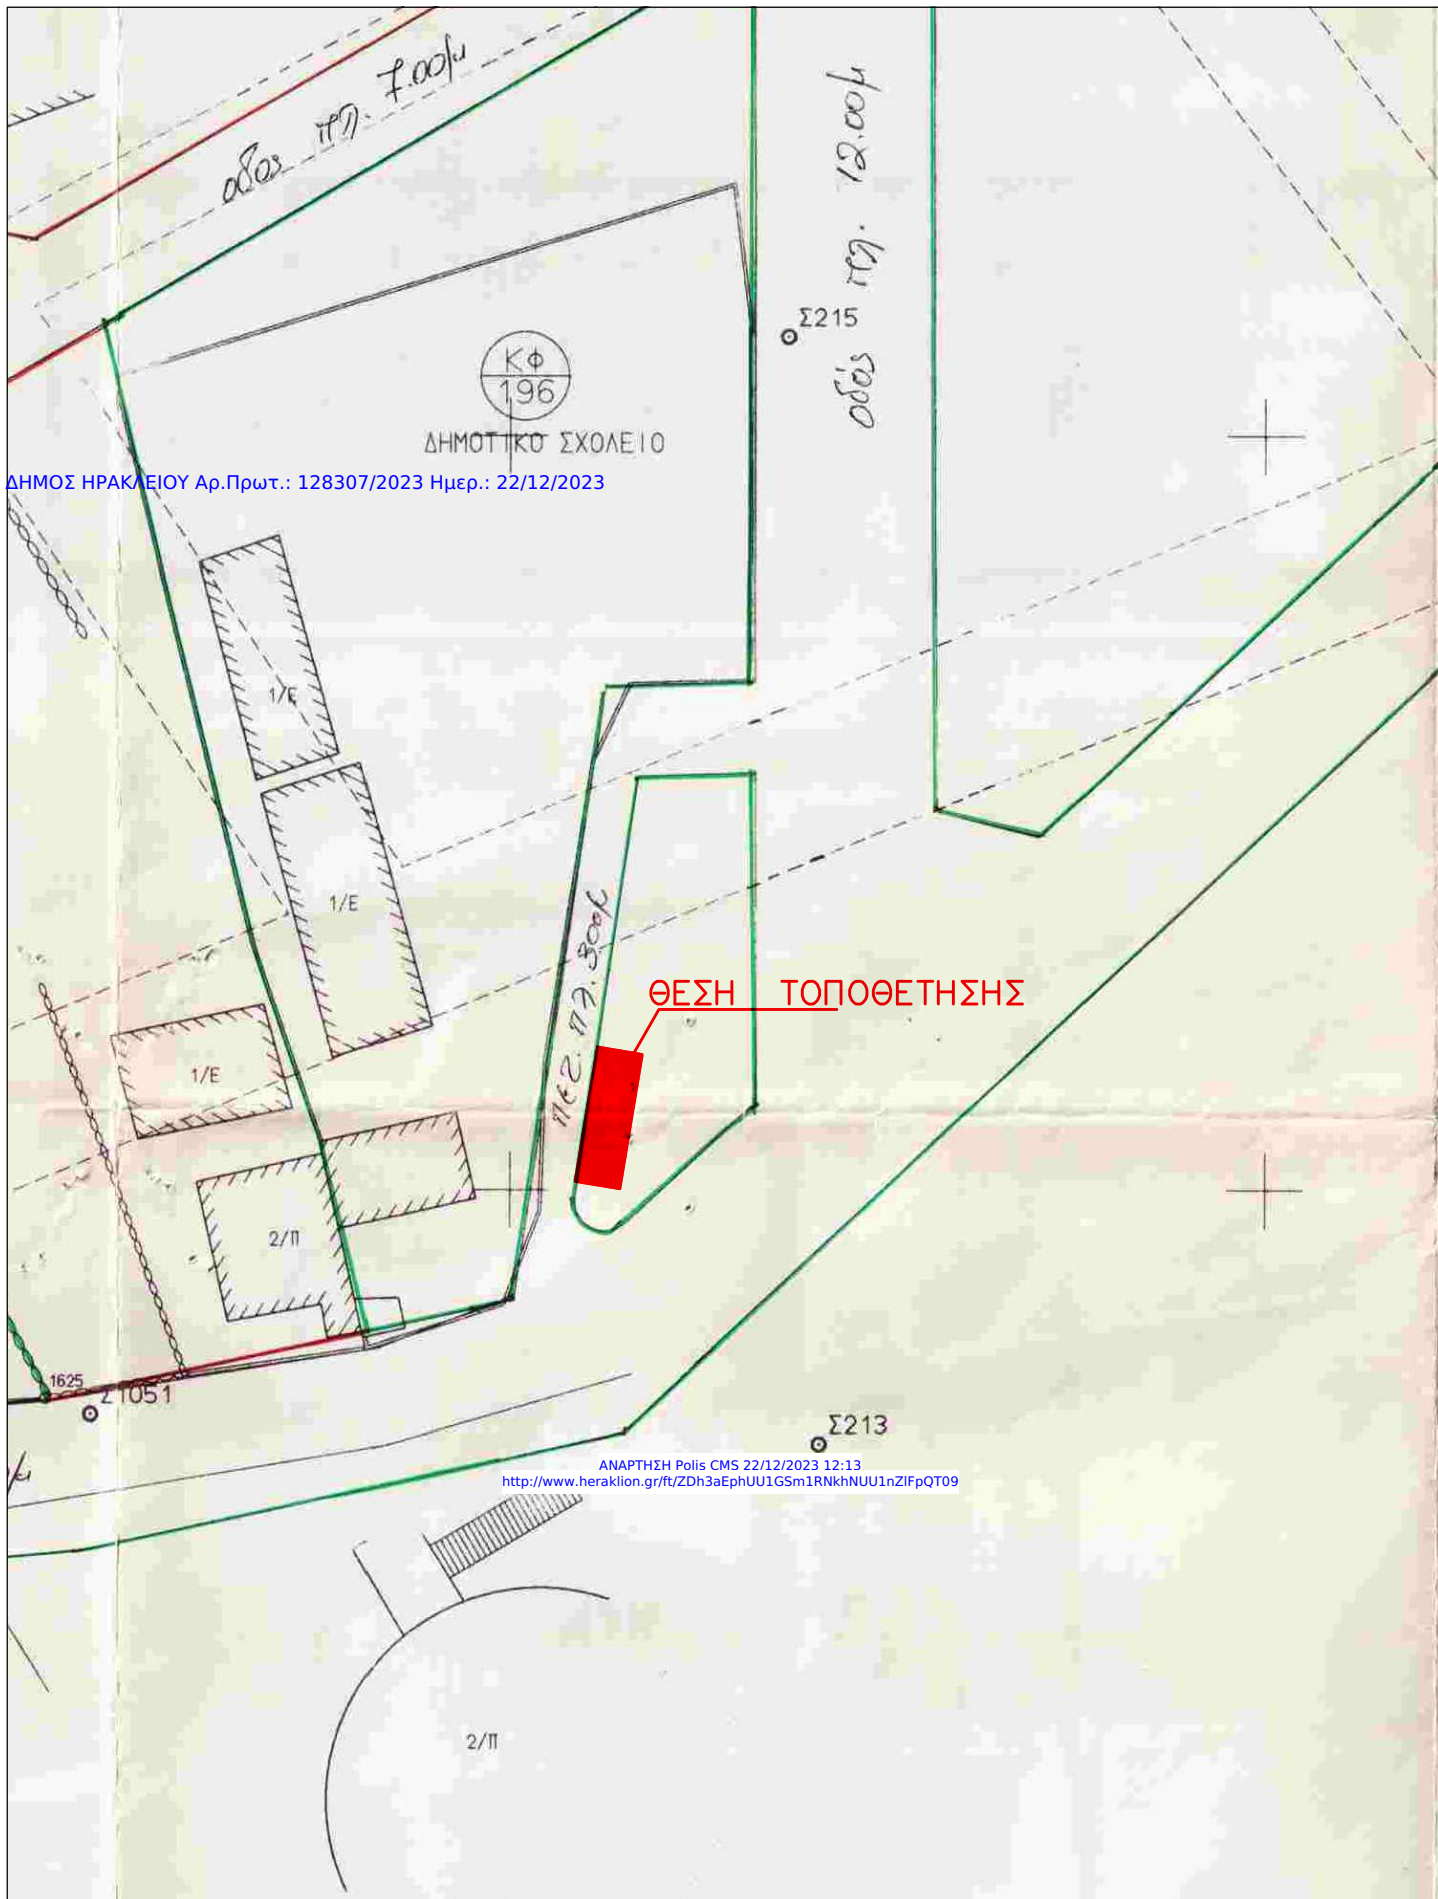 οδος πλ. 7.00μ
οδός πλ. 12.00μ
Σ215
ΚΦ
196
ΔΗΜΟΤΙΚΟ ΣΧΟΛΕΙΟ
ΔΗΜΟΣ ΗΡΑΚΛΕΙΟΥ Αρ.Πρωτ.: 128307/2023 Ημερ.: 22/12/2023
1/Ε
1/Ε
ΠΕΖ. ΠΛ. 3.00μ
ΘΕΣΗ ΤΟΠΟΘΕΤΗΣΗΣ
1/Ε
2/Π
1625
Σ1051
Σ213
ΑΝΑΡΤΗΣΗ Polis CMS 22/12/2023 12:13
http://www.heraklion.gr/ft/ZDh3aEphUU1GSm1RNkhNUU1nZlFpQT09
2/Π